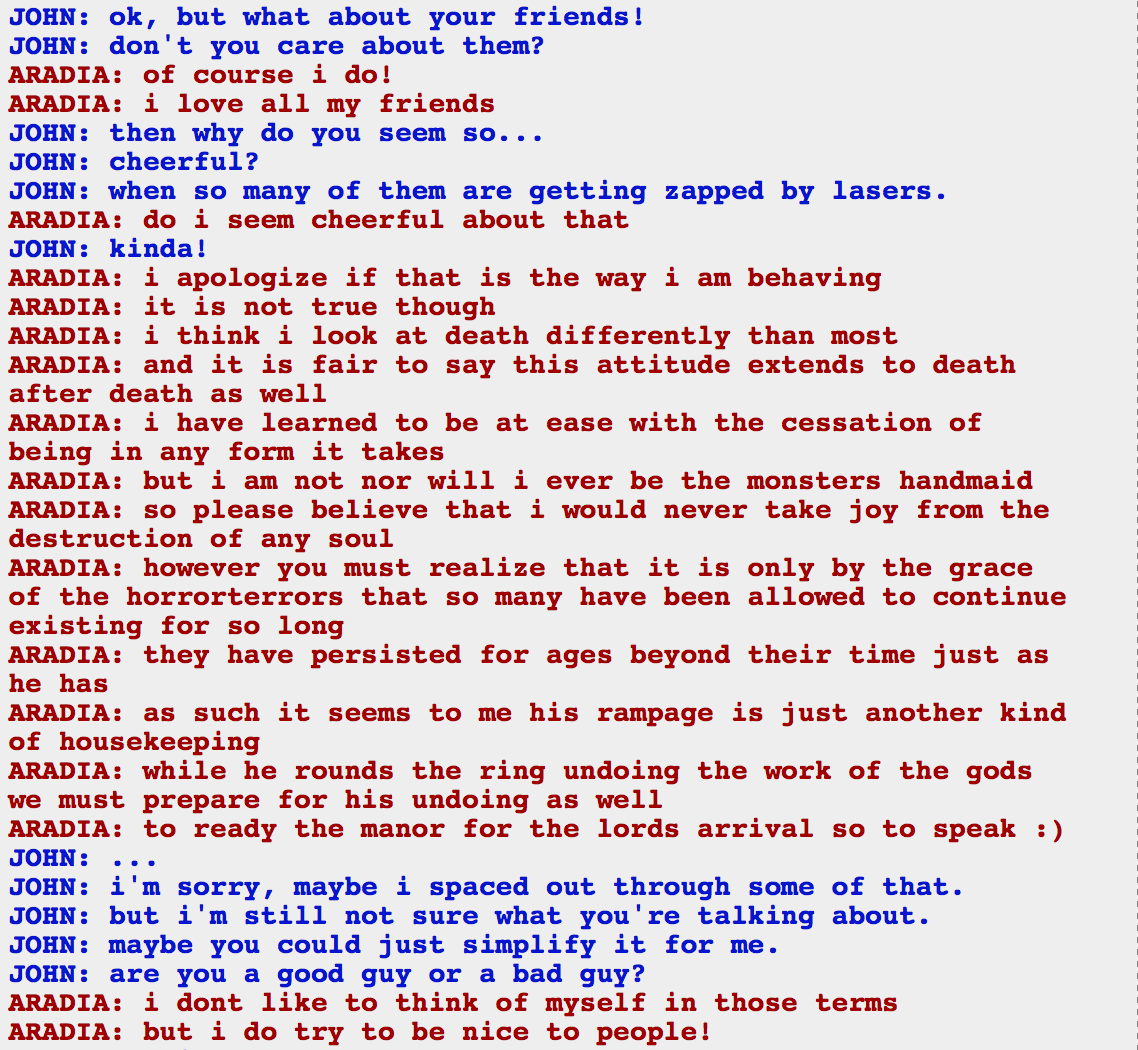 JOHN: ok, but what about your friends!
JOHN: don't you care about them?
ARADIA: of course i do!
ARADIA: i love all my friends
JOHN: then why do you seem so...
JOHN: cheerful?
JOHN: when so many of them are getting zapped by lasers.
ARADIA: do i seem cheerful about that
JOHN: kinda!
ARADIA: i apologize if that is the way i am behaving
ARADIA: it is not true though
ARADIA: i think i look at death differently than most
ARADIA: and it is fair to say this attitude extends to death
after death as well
ARADIA: i have learned to be at ease with the cessation of
being in any form it takes
ARADIA: but i am not nor will i ever be the monsters handmaid
ARADIA: so please believe that i would never take joy from the
destruction of any soul
ARADIA: however you must realize that it is only by the grace
of the horrorterrors that so many have been allowed to continue
existing for so long
ARADIA: they have persisted for ages beyond their time just as
he has
ARADIA: as such it seems to me his rampage is just another kind
of housekeeping
ARADIA: while he rounds the ring undoing the work of the gods
we must prepare for his undoing as well
ARADIA: to ready the manor for the lords arrival so to speak :)
JOHN: ...
JOHN: i'm sorry, maybe i spaced out through some of that.
JOHN: but i'm still not sure what you're talking about.
JOHN: maybe you could just simplify it for me.
JOHN: are you a good guy or a bad guy?
ARADIA: i dont like to think of myself in those terms
ARADIA: but i do try to be nice to people!